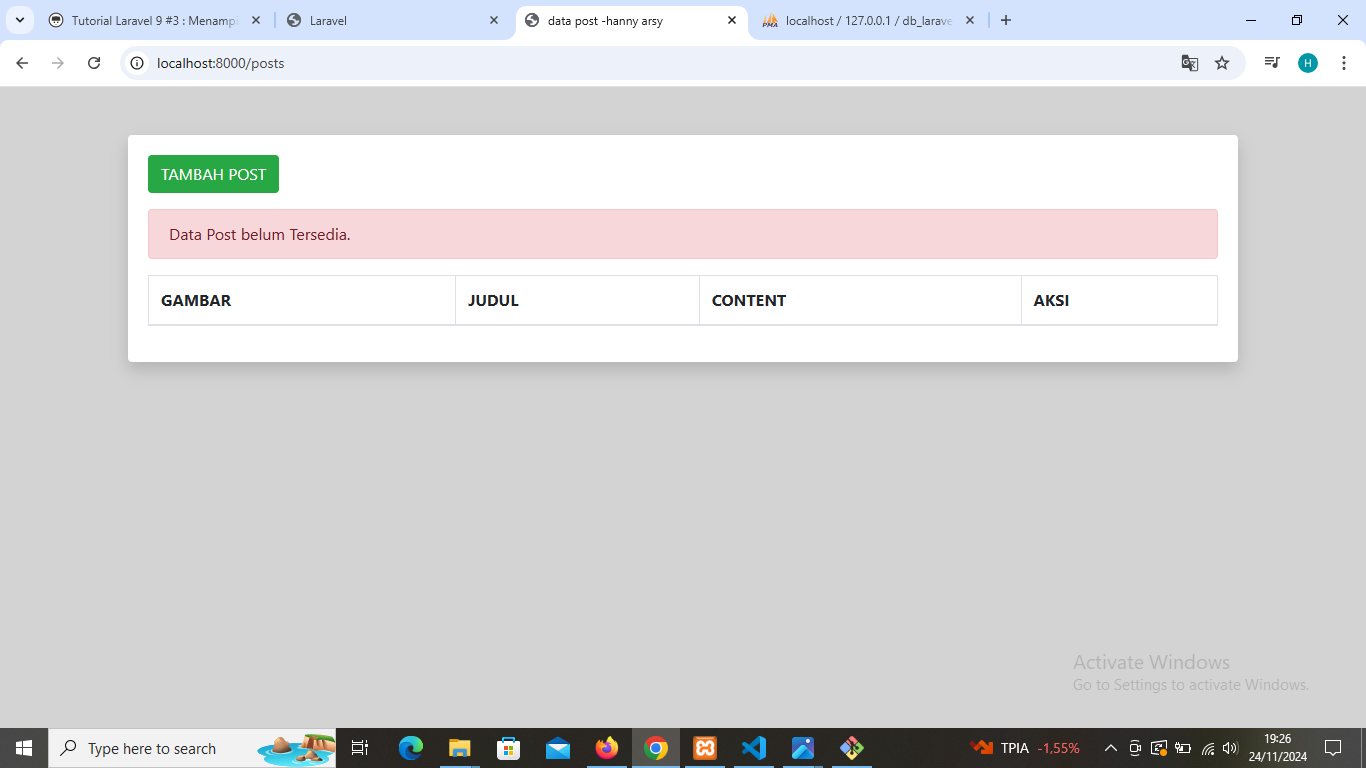 Tutorial Laravel 9 #3 : Menampi
Laravel
data post -hanny arsy
PMA
localhost / 127.0.0.1 / db_larave
localhost:8000/posts
H
TAMBAH POST
Data Post belum Tersedia.
GAMBAR
JUDUL
CONTENT
AKSI
Activate Windows
Go to Settings to activate Windows.
Type here to search
TPIA -1,55%
19:26
24/11/2024